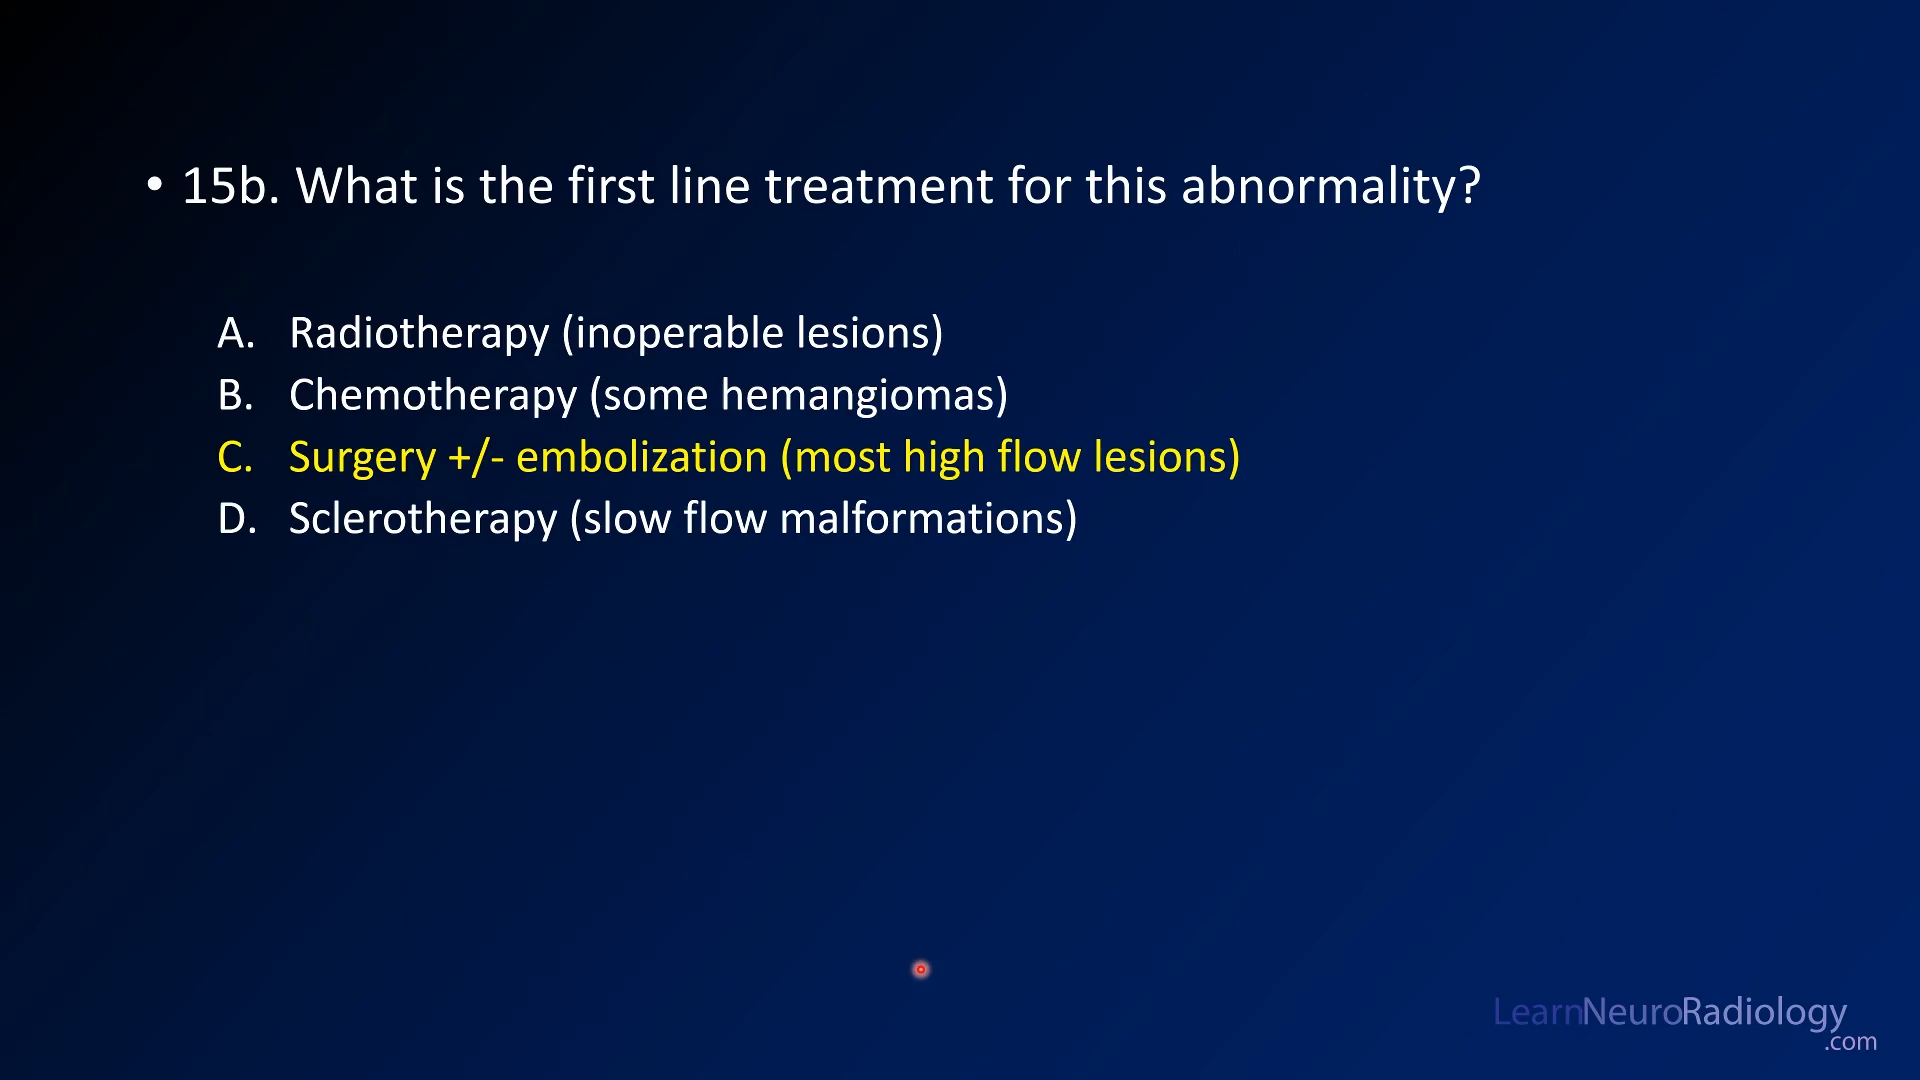 • 15b. What is the first line treatment for this abnormality?
A. Radiotherapy (inoperable lesions)
B. Chemotherapy (some hemangiomas)
C. Surgery +/- embolization (most high flow lesions)
D. Sclerotherapy (slow flow malformations)
LearnNeuroRadiology
.com